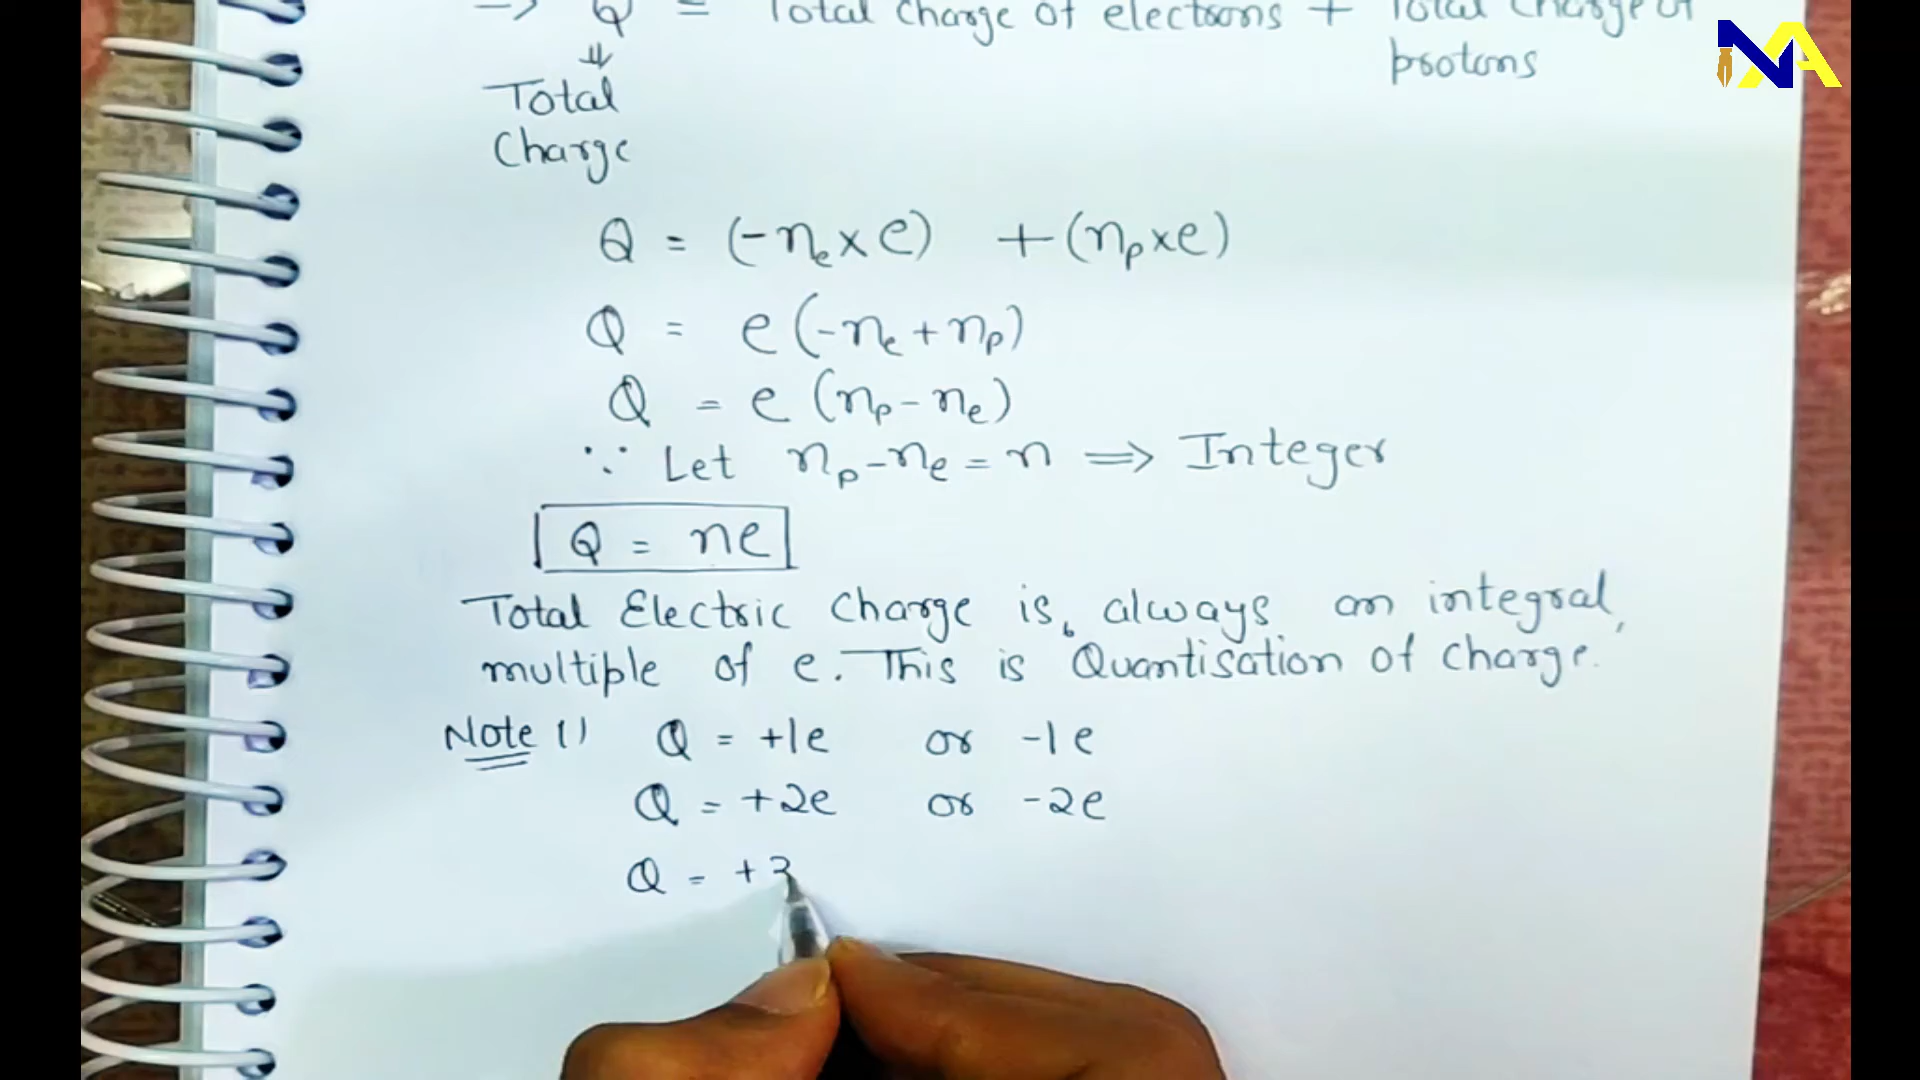 → Q = Total charge of electrons + Total charge of
protons
⇓
Total
Charge
Q = (-nₑ×e) + (nₚ×e)
Q = e(-nₑ+nₚ)
Q = e (nₚ-nₑ)
∵ Let nₚ-nₑ = n ⇒ Integer
Q = ne
Total Electric Charge is, always an integral,
multiple of e. This is Quantisation of charge.
Note 1) Q = +1e or -1e
Q = +2e or -2e
Q = +3
NA